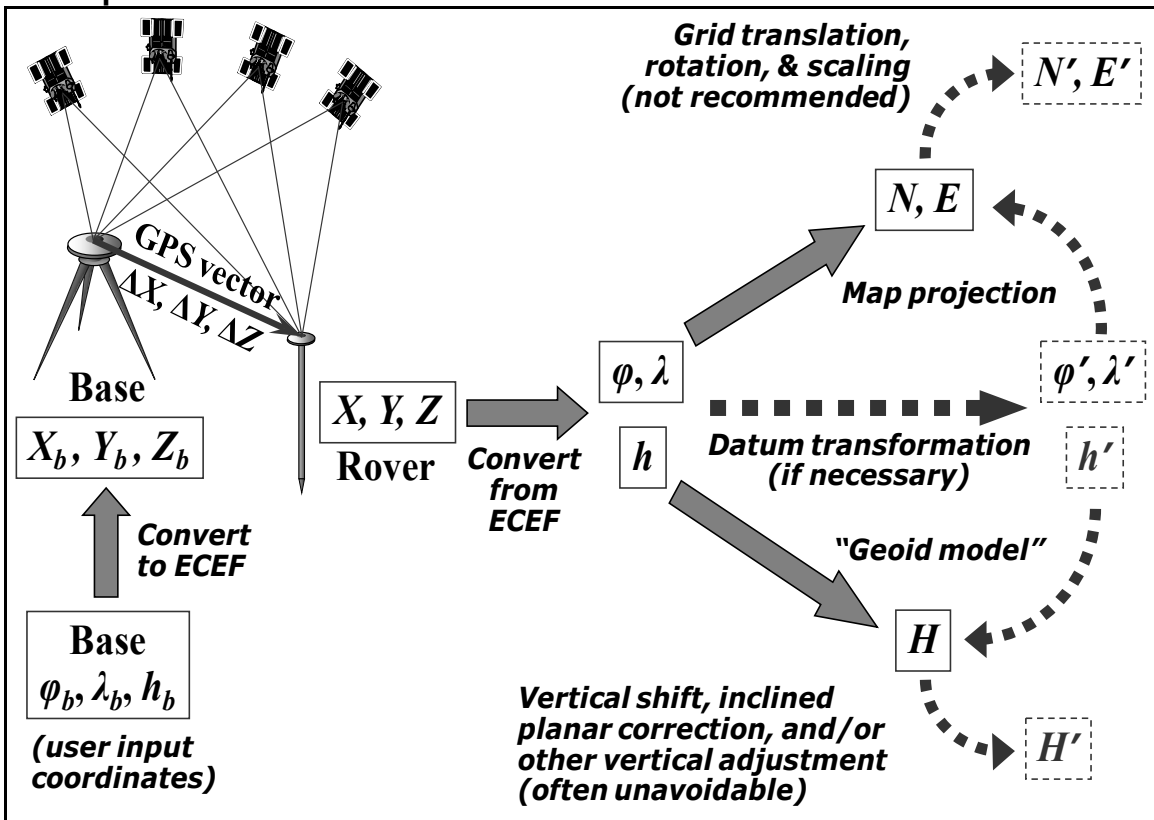 Grid translation,
rotation, & scaling
(not recommended)
N′, E′
N, E
GPS vector
ΔX, ΔY, ΔZ
Map projection
Base
X_b, Y_b, Z_b
X, Y, Z
Rover
φ, λ
h
φ′, λ′
h′
Convert
from
ECEF
Datum transformation
(if necessary)
Convert
to ECEF
“Geoid model”
Base
φ_b, λ_b, h_b
(user input
coordinates)
H
Vertical shift, inclined
planar correction, and/or
other vertical adjustment
(often unavoidable)
H′